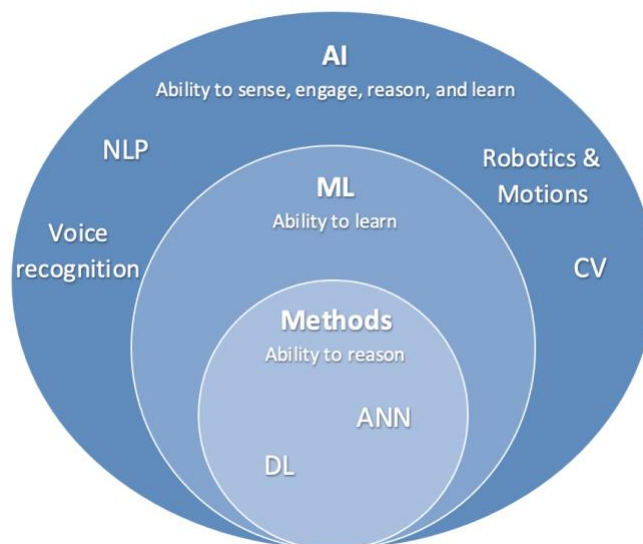 AI
Ability to sense, engage, reason, and learn
NLP
Robotics &
Motions
ML
Ability to learn
Voice
recognition
CV
Methods
Ability to reason
ANN
DL